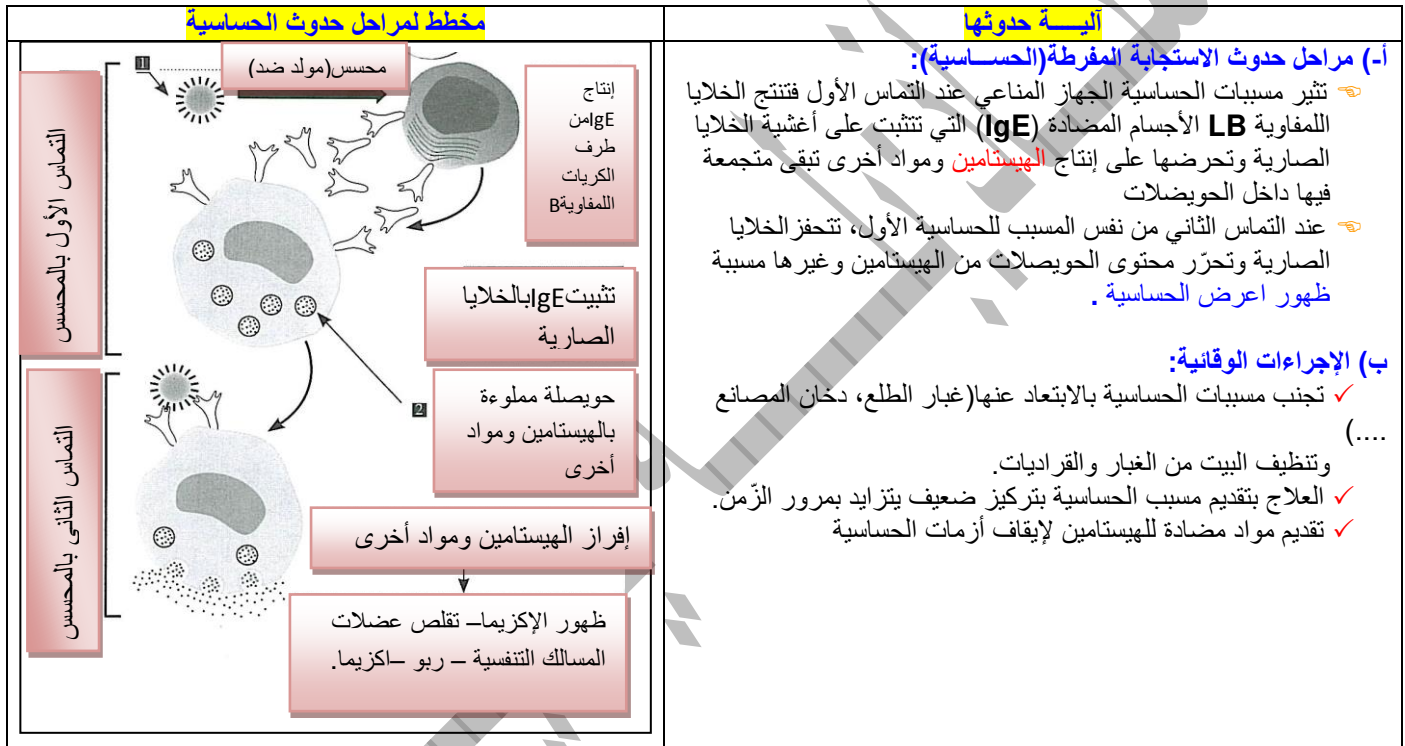 آليـــــة حدوثها
أ-) مراحل حدوث الاستجابة المفرطة(الحســـاسية):
تثير مسببات الحساسية الجهاز المناعي عند التماس الأول فتنتج الخلايا
اللمفاوية LB الأجسام المضادة (IgE) التي تتثبت على أغشية الخلايا
الصارية وتحرضها على إنتاج الهيستامين ومواد أخرى تبقى متجمعة
فيها داخل الحويضلات
عند التماس الثاني من نفس المسبب للحساسية الأول، تتحفزالخلايا
الصارية وتحرّر محتوى الحويصلات من الهيستامين وغيرها مسببة
ظهور اعرض الحساسية .
ب) الإجراءات الوقائية:
✓ تجنب مسببات الحساسية بالابتعاد عنها(غبار الطلع، دخان المصانع
....)
وتنظيف البيت من الغبار والقراديات.
✓ العلاج بتقديم مسبب الحساسية بتركيز ضعيف يتزايد بمرور الزّمن.
✓ تقديم مواد مضادة للهيستامين لإيقاف أزمات الحساسية
مخطط لمراحل حدوث الحساسية
1
محسس(مولد ضد)
إنتاج
IgEمن
طرف
الكريات
اللمفاويةB
التماس الأول بالمحسس
تثبيتIgEبالخلايا
الصارية
2
حويصلة مملوءة
بالهيستامين ومواد
أخرى
التماس الثاني بالمحسس
إفراز الهيستامين ومواد أخرى
ظهور الإكزيما– تقلص عضلات
المسالك التنفسية – ربو –اكزيما.